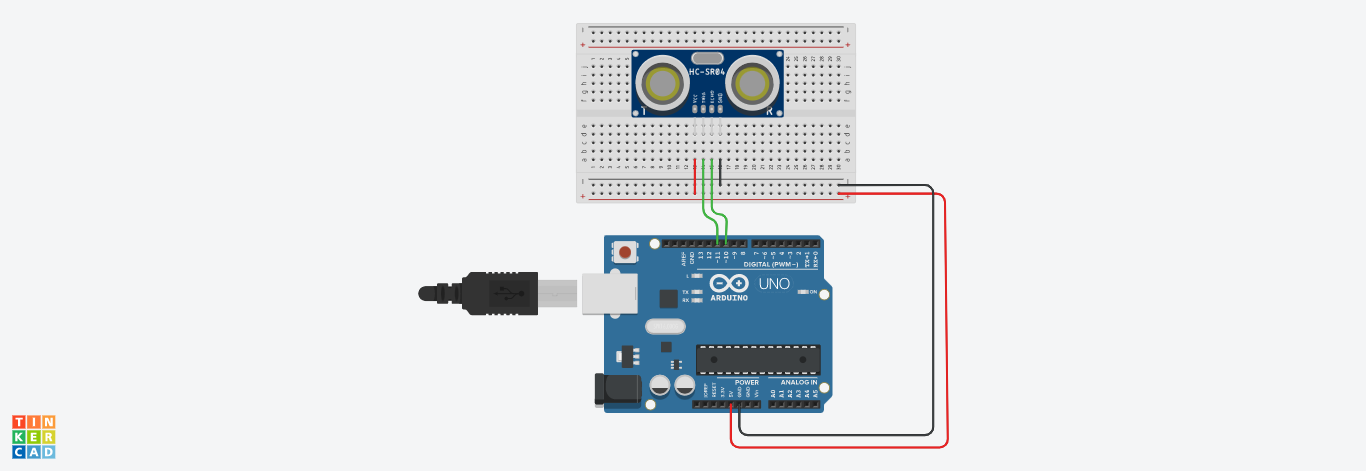 HC-SR04
VCC
TRIG
ECHO
GND
T
R
AREF
GND
13
12
~11
~10
~9
8
7
~6
~5
4
~3
2
TX→1
RX←0
DIGITAL (PWM~)
L
TX
RX
UNO
ON
ARDUINO
POWER
ANALOG IN
IOREF
RESET
3.3V
5V
GND
GND
Vin
A0
A1
A2
A3
A4
A5
TIN
KER
CAD